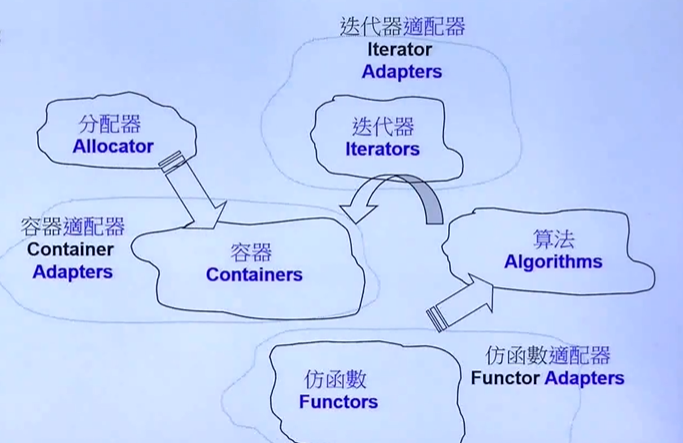 迭代器適配器
Iterator
Adapters
分配器
Allocator
迭代器
Iterators
容器適配器
Container
Adapters
容器
Containers
算法
Algorithms
仿函數適配器
Functor Adapters
仿函數
Functors